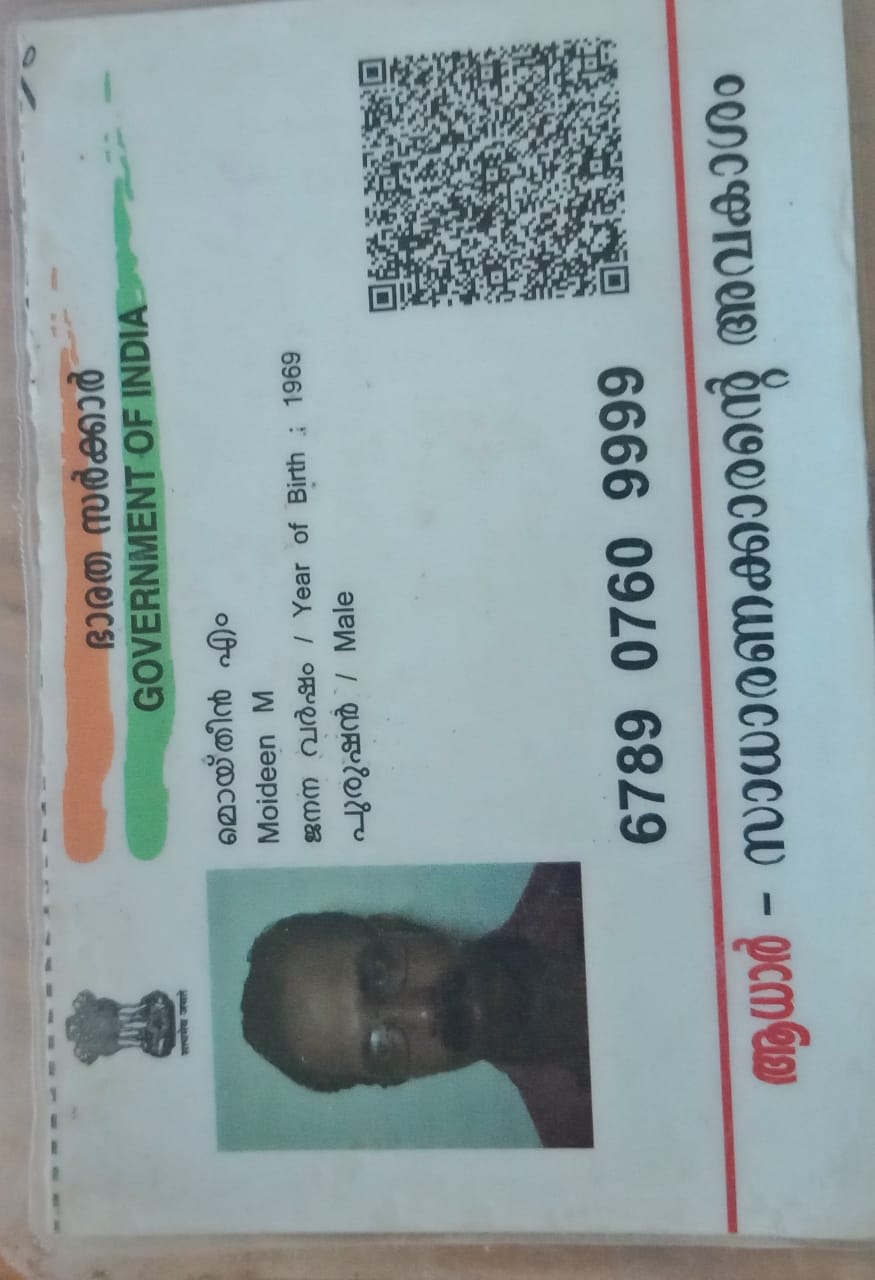 ഭാരത സർക്കാർ
GOVERNMENT OF INDIA
सत्यमेव जयते
മൊയ്തീൻ എം
Moideen M
ജനന വർഷം / Year of Birth : 1969
പുരുഷൻ / Male
6789 0760 9999
ആധാർ - സാധാരണക്കാരന്റെ അവകാശം